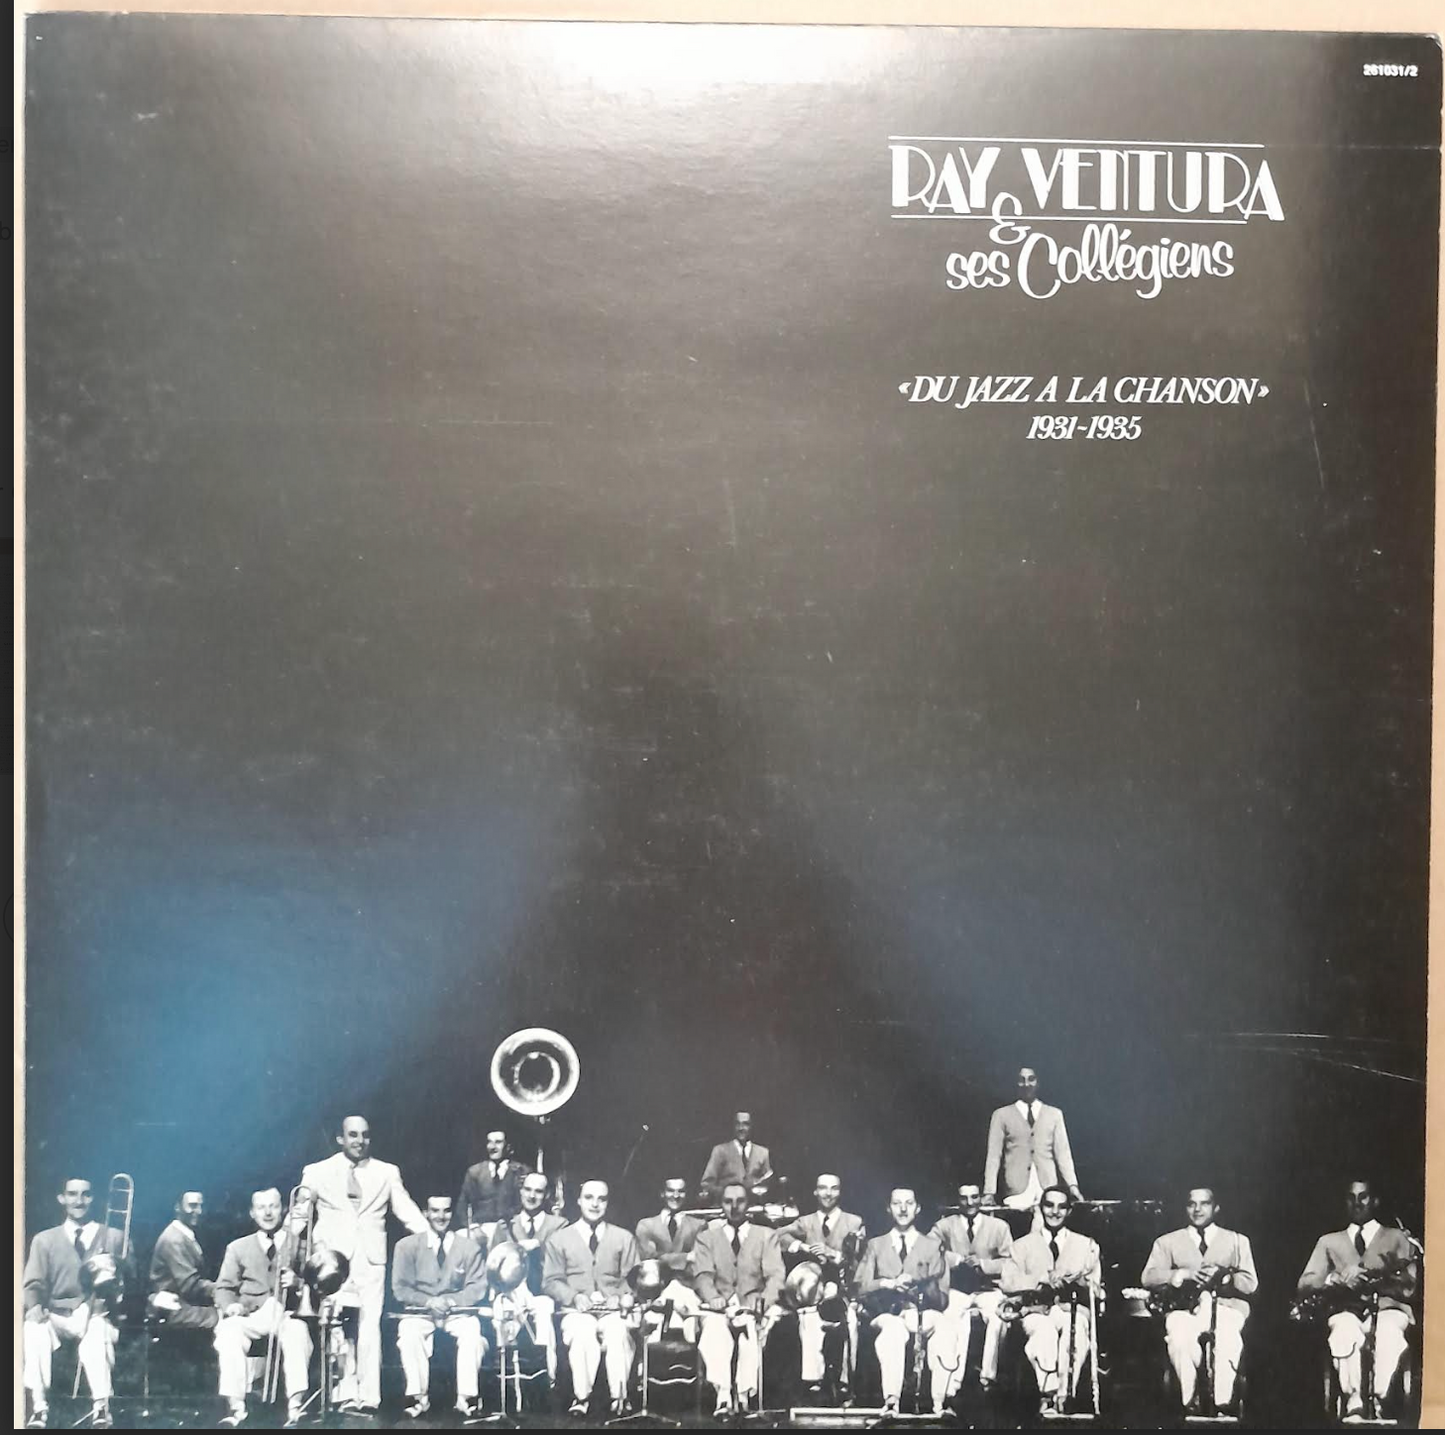 261031/2
RAY VENTURA
&
ses Collégiens
«DU JAZZ A LA CHANSON»
1931-1935